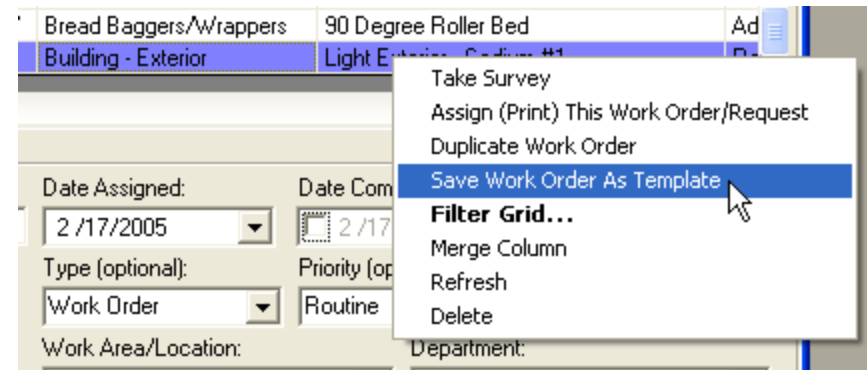 Bread Baggers/Wrappers 90 Degree Roller Bed Ad
Building - Exterior Light
Take Survey
Assign (Print) This Work Order/Request
Duplicate Work Order
Save Work Order As Template
Filter Grid...
Merge Column
Refresh
Delete
Date Assigned: Date Com
2 /17/2005 2 /17
Type (optional): Priority (op
Work Order Routine
Work Area/Location: Department: